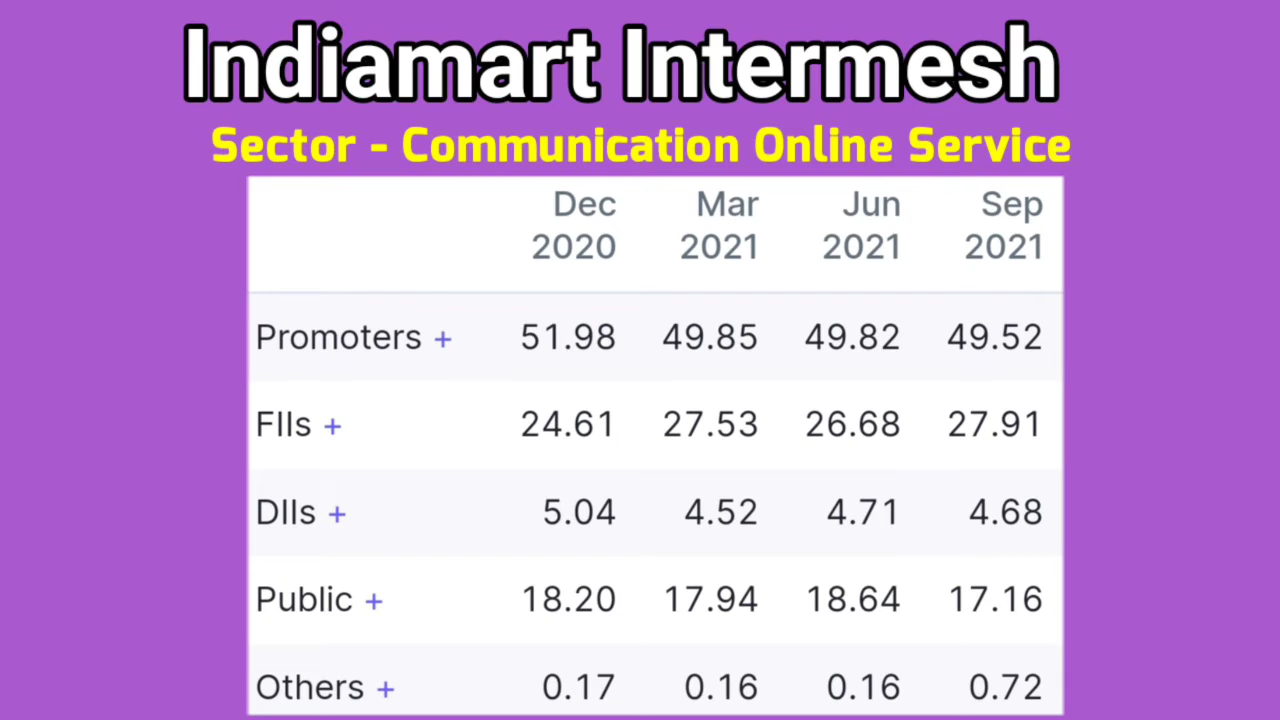 Indiamart Intermesh
Sector - Communication Online Service
Dec 2020 Mar 2021 Jun 2021 Sep 2021
Promoters + 51.98 49.85 49.82 49.52
FIIs + 24.61 27.53 26.68 27.91
DIIs + 5.04 4.52 4.71 4.68
Public + 18.20 17.94 18.64 17.16
Others + 0.17 0.16 0.16 0.72